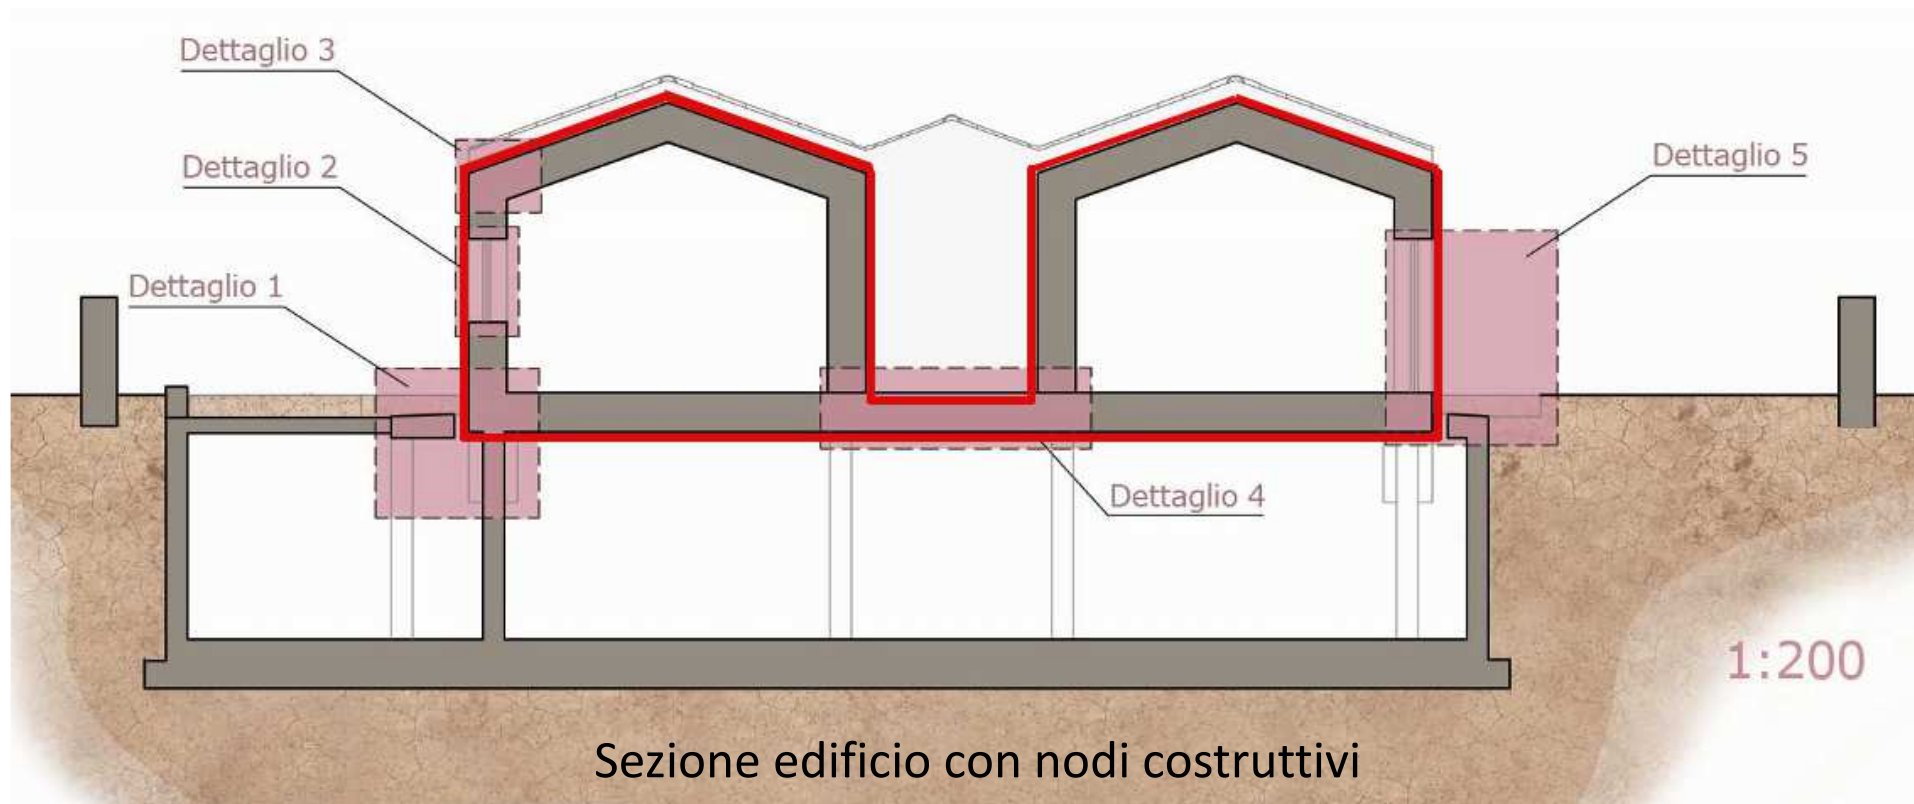 Dettaglio 3
Dettaglio 2
Dettaglio 5
Dettaglio 1
Dettaglio 4
1:200
Sezione edificio con nodi costruttivi